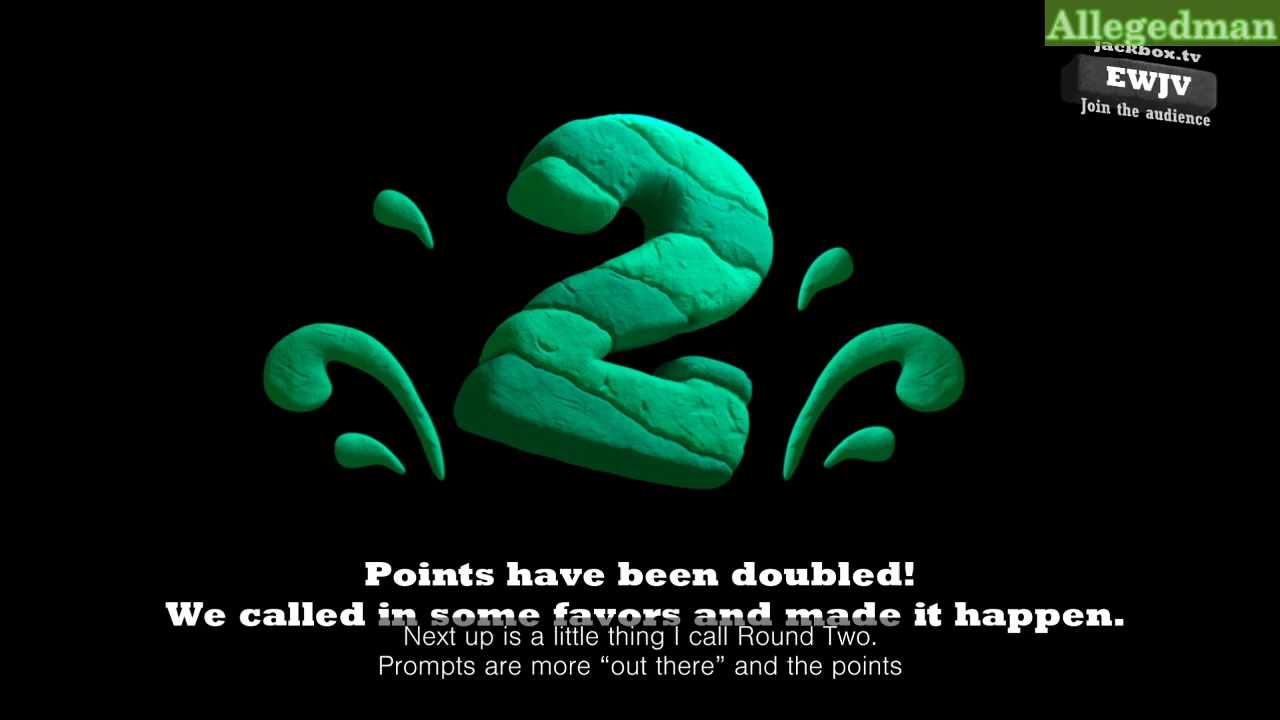 Allegedman
jackbox.tv
EWJV
Join the audience
2
Points have been doubled!
We called in some favors and made it happen.
Next up is a little thing I call Round Two.
Prompts are more “out there” and the points